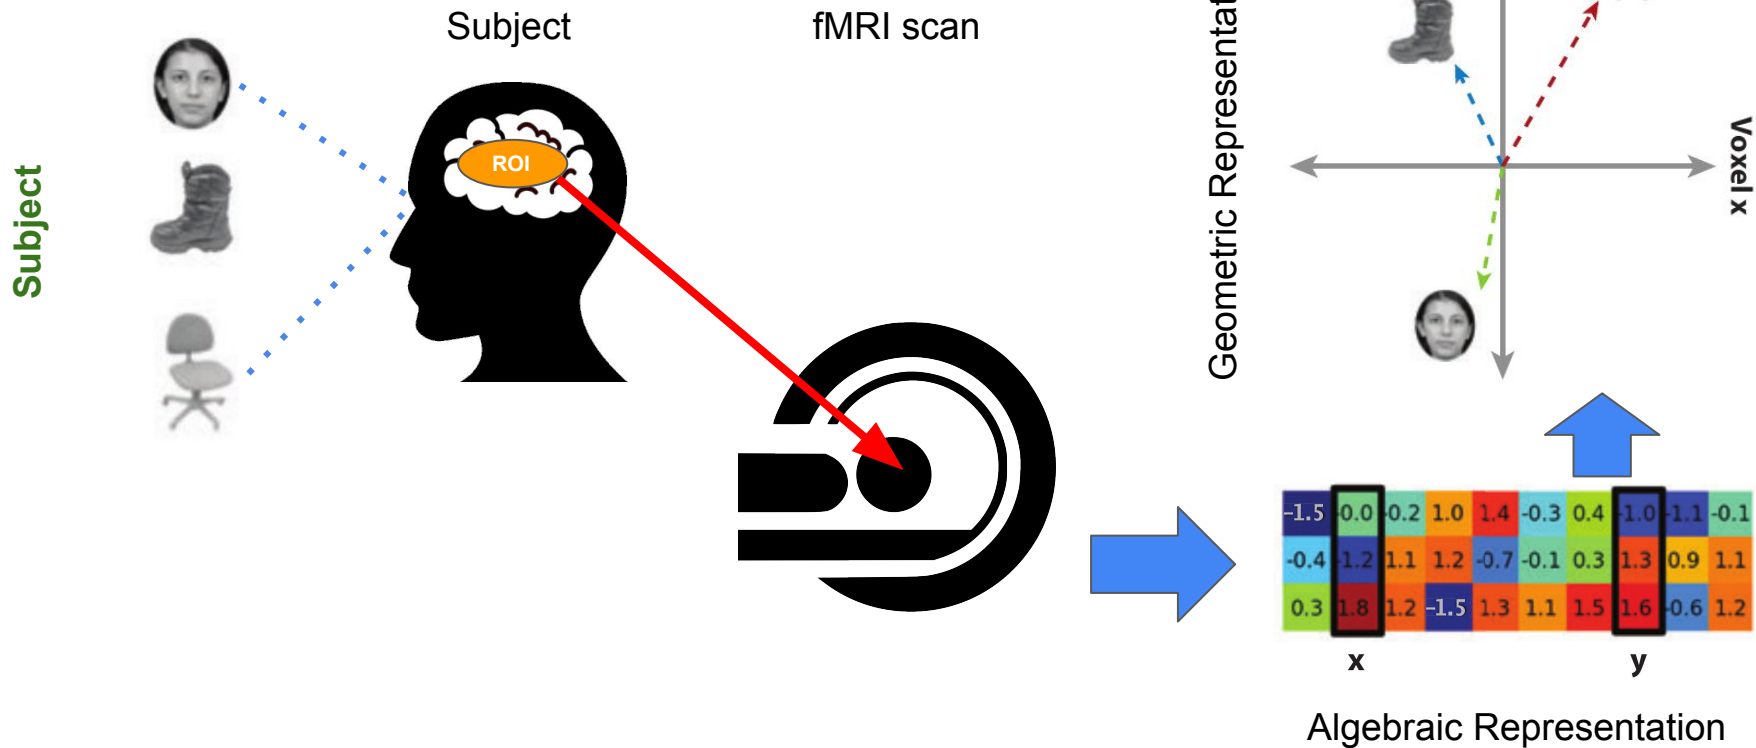 Subject
fMRI scan
Subject
ROI
Geometric Representat
Voxel x
-1.5 -0.0 -0.2 1.0 1.4 -0.3 0.4 -1.0 -1.1 -0.1
-0.4 -1.2 1.1 1.2 -0.7 -0.1 0.3 1.3 0.9 1.1
0.3 1.8 1.2 -1.5 1.3 1.1 1.5 1.6 -0.6 1.2
x y
Algebraic Representation